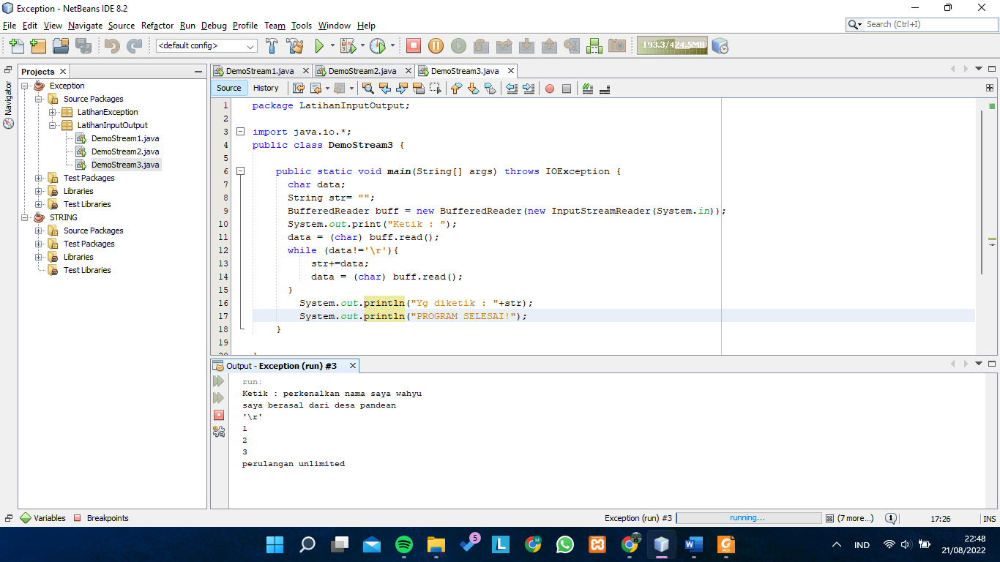 Exception - NetBeans IDE 8.2
File Edit View Navigate Source Refactor Run Debug Profile Team Tools Window Help
Search (Ctrl+I)
<default config>
193.3/424.5MB
Projects
Navigator
Exception
Source Packages
LatihanException
LatihanInputOutput
DemoStream1.java
DemoStream2.java
DemoStream3.java
Test Packages
Libraries
Test Libraries
STRING
Source Packages
Test Packages
Libraries
Test Libraries
DemoStream1.java DemoStream2.java DemoStream3.java
Source History
1 package LatihanInputOutput;
2
3 import java.io.*;
4 public class DemoStream3 {
5
6 public static void main(String[] args) throws IOException {
7 char data;
8 String str= "";
9 BufferedReader buff = new BufferedReader(new InputStreamReader(System.in));
10 System.out.print("Ketik : ");
11 data = (char) buff.read();
12 while (data!='\r'){
13 str+=data;
14 data = (char) buff.read();
15 }
16 System.out.println("Yg diketik : "+str);
17 System.out.println("PROGRAM SELESAI!");
18 }
19
Output - Exception (run) #3
run:
Ketik : perkenalkan nama saya wahyu
saya berasal dari desa pandean
'\r'
1
2
3
perulangan unlimited
Variables Breakpoints
Exception (run) #3 running... (7 more...) 1 17:26 INS
5
L
M
W
PDF
IND
22:48
21/08/2022